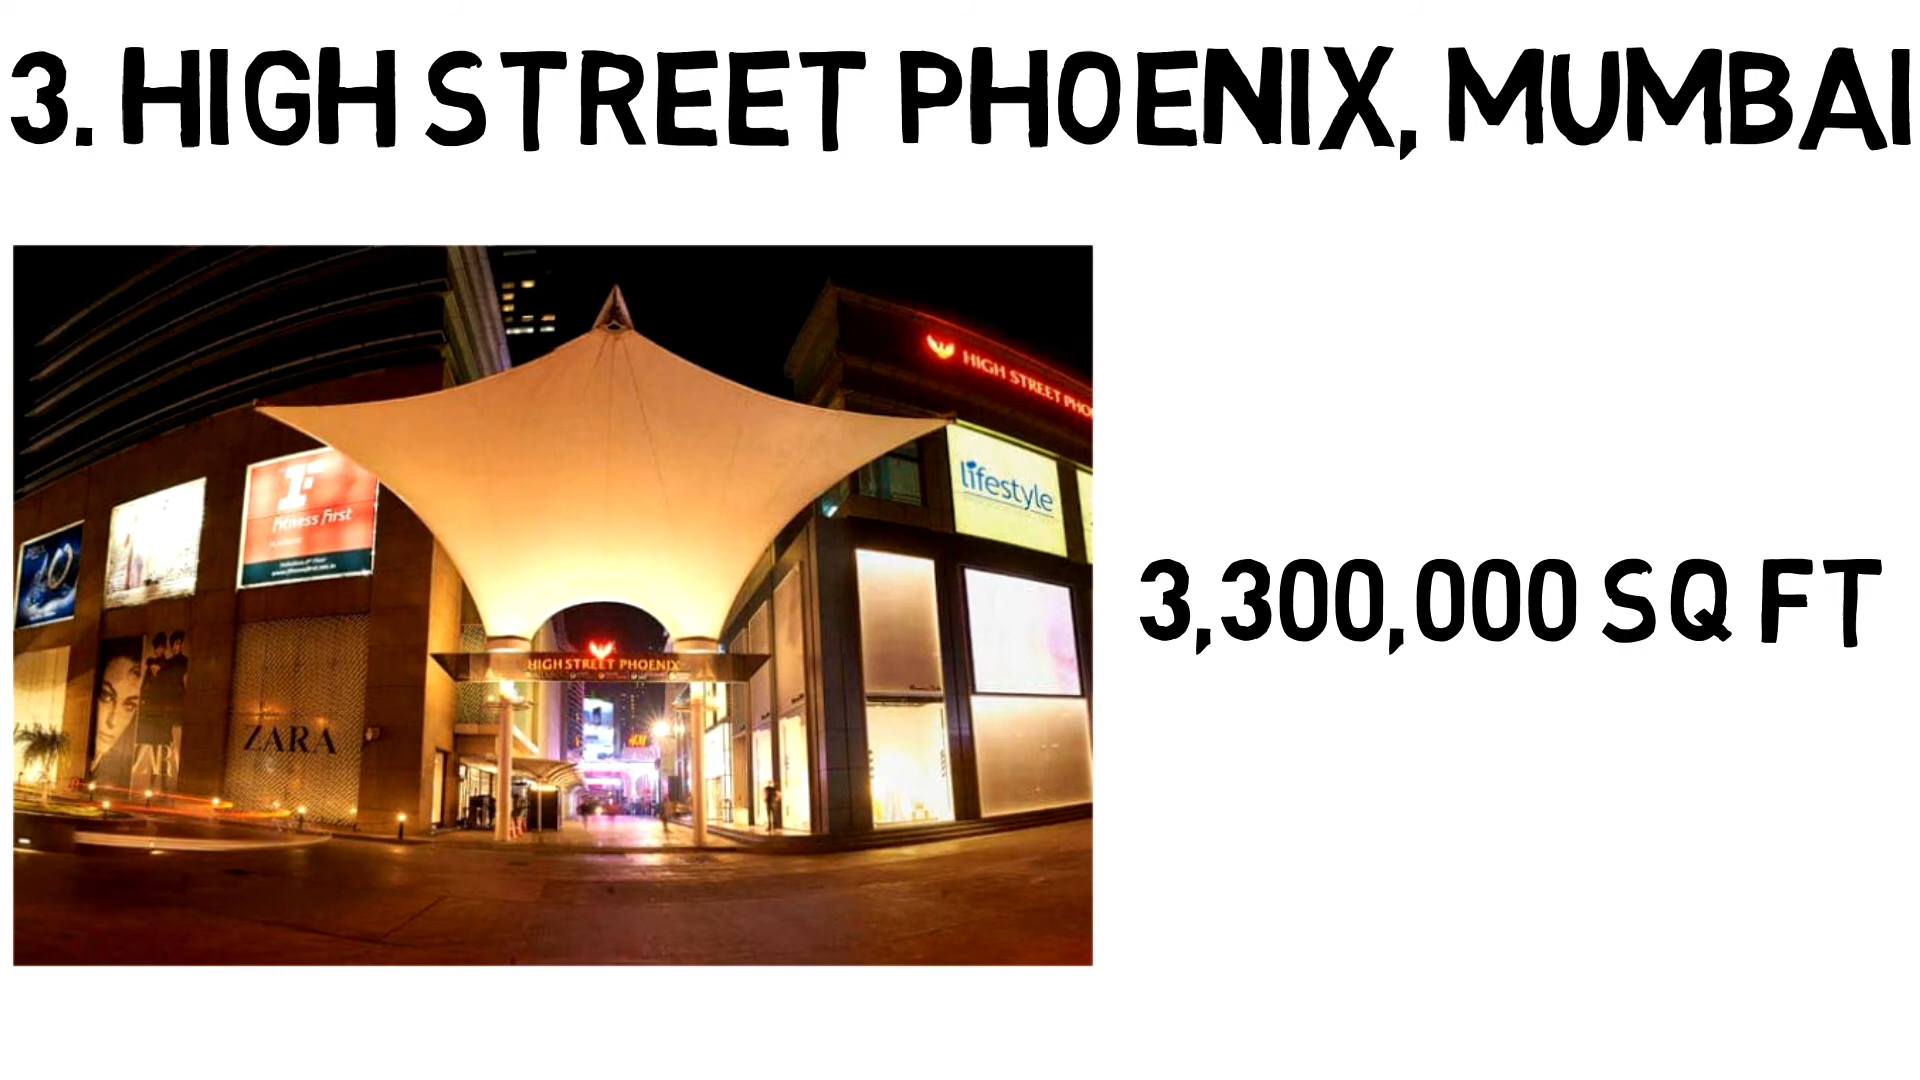 3. HIGH STREET PHOENIX, MUMBAI
HIGH STREET PHO
lifestyle
F
fitness first
HIGH STREET PHOENIX
ZARA
ZAR
3,300,000 SQ FT